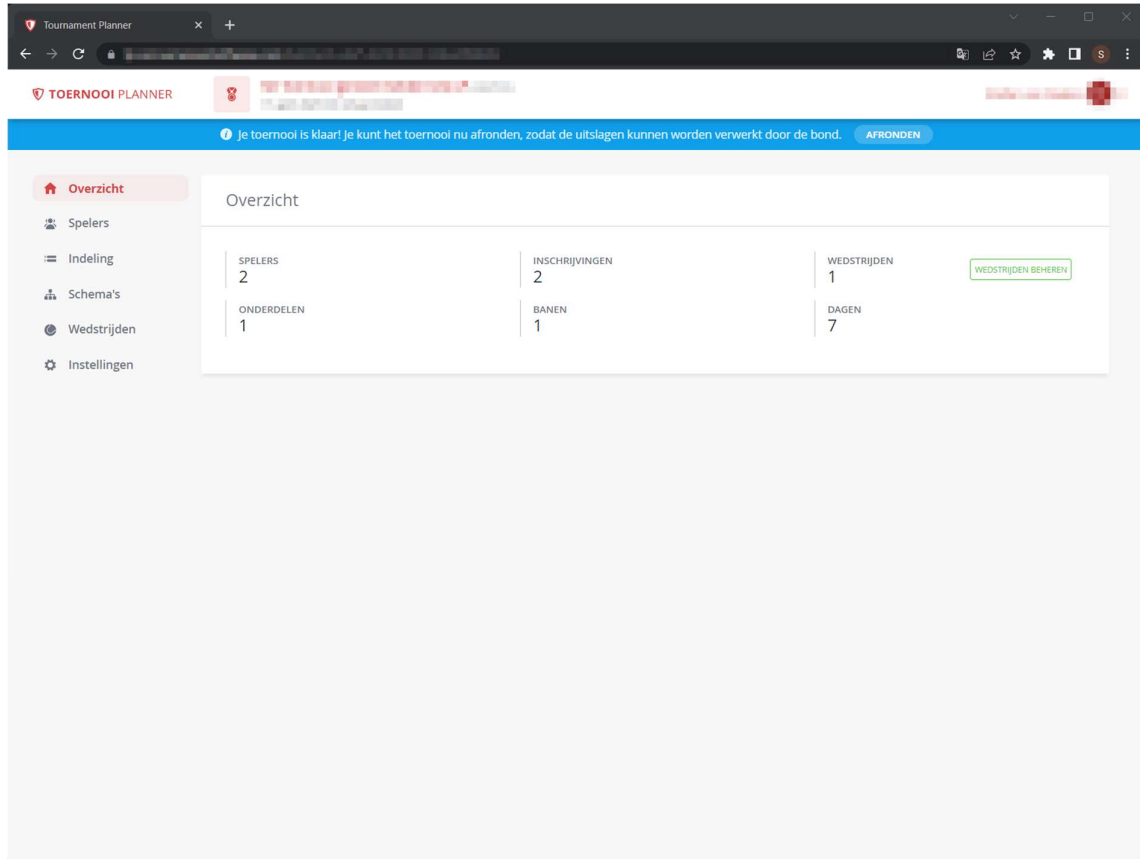 Tournament Planner
S
TOERNOOI PLANNER
Je toernooi is klaar! Je kunt het toernooi nu afronden, zodat de uitslagen kunnen worden verwerkt door de bond. AFRONDEN
Overzicht
Spelers
Indeling
Schema's
Wedstrijden
Instellingen
Overzicht
SPELERS
2
INSCHRIJVINGEN
2
WEDSTRIJDEN
1
WEDSTRIJDEN BEHEREN
ONDERDELEN
1
BANEN
1
DAGEN
7